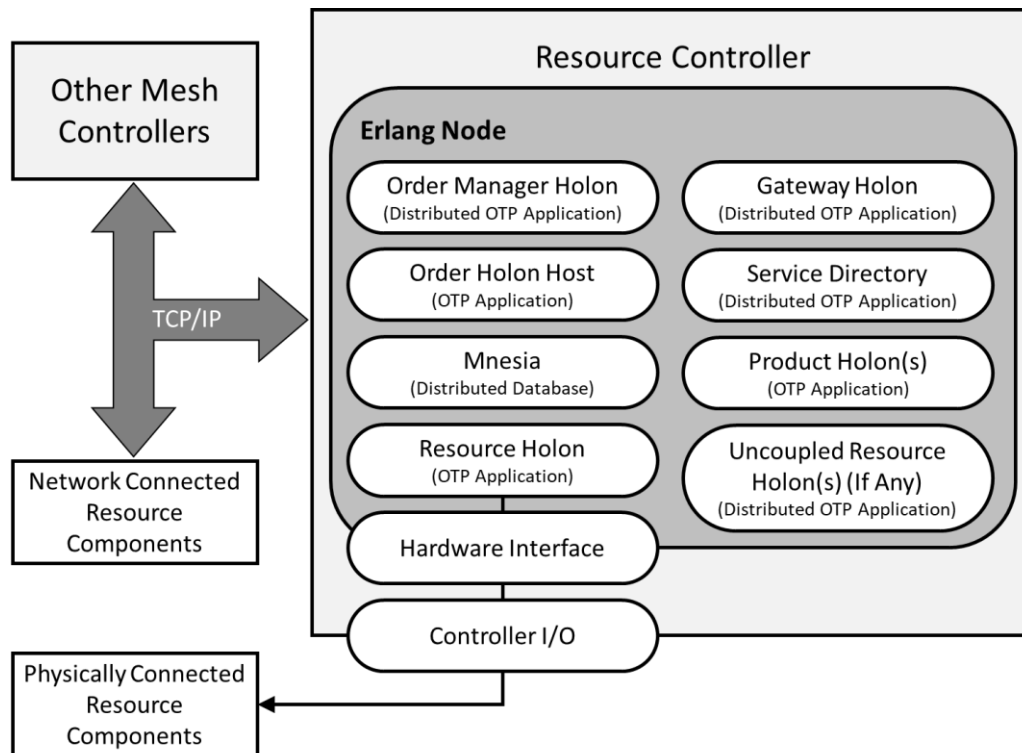 Other Mesh
Controllers
TCP/IP
Network Connected
Resource
Components
Physically Connected
Resource
Components
Resource Controller
Erlang Node
Order Manager Holon
(Distributed OTP Application)
Gateway Holon
(Distributed OTP Application)
Order Holon Host
(OTP Application)
Service Directory
(Distributed OTP Application)
Mnesia
(Distributed Database)
Product Holon(s)
(OTP Application)
Resource Holon
(OTP Application)
Uncoupled Resource
Holon(s) (If Any)
(Distributed OTP Application)
Hardware Interface
Controller I/O